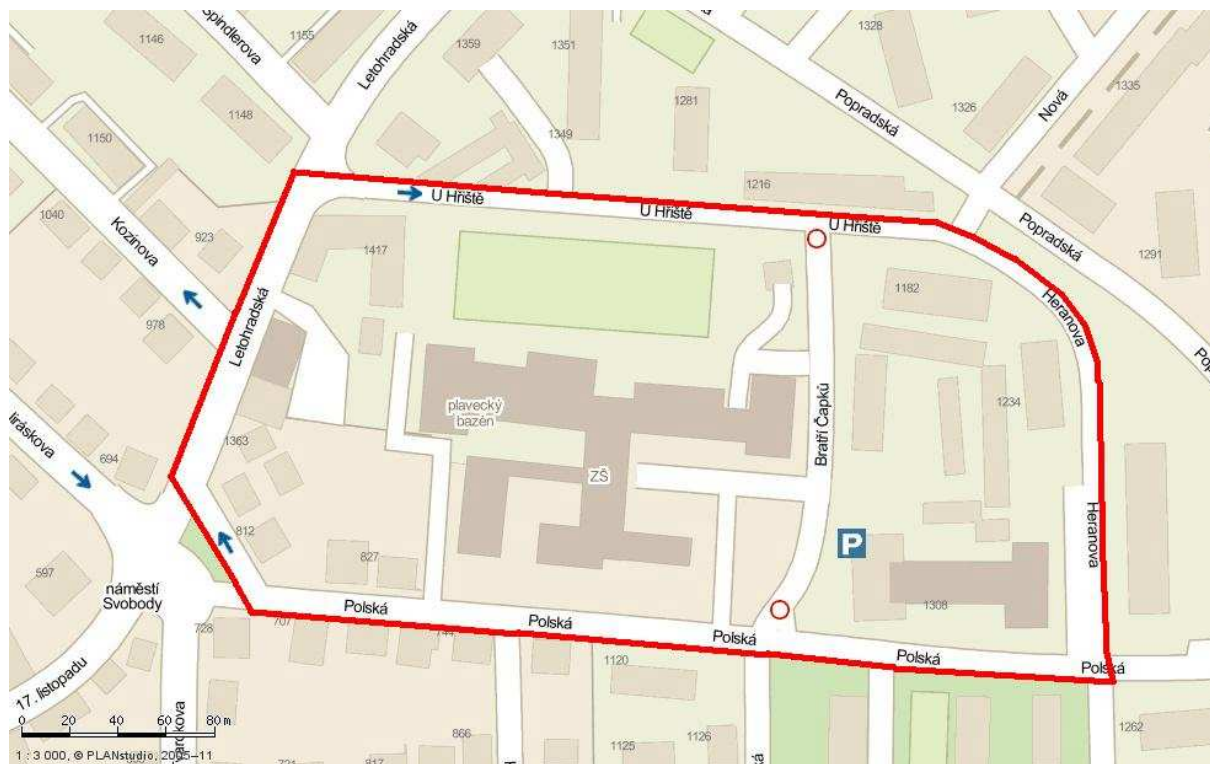 Spindlerova
1146
1155
Letohradská
1359
1351
1328
1335
1148
1281
1326
Nová
Popradská
1150
1349
1216
U Hřiště
U Hřiště
U Hřiště
Popradská
1040
923
Kozinova
1417
1291
1182
Heranova
978
Letohradská
plavecký
bazén
1234
Bratří Čapků
694
1363
ZŠ
812
P
Heranova
827
597
náměstí
Svobody
Polská
Polská
Polská
Polská
Polská
728
707
1308
1120
17. listopadu
0 20 40 60 80 m
866
1125
1126
1262
1 : 3 000, © PLANstudio, 2005–11